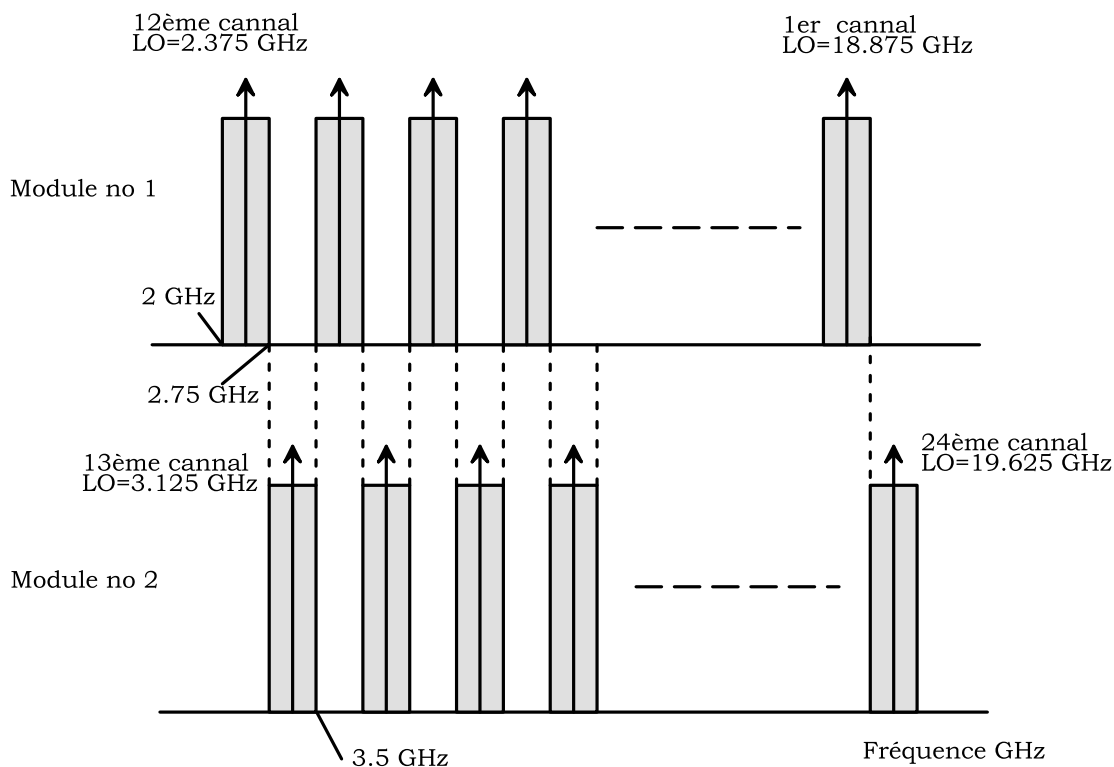 12ème cannal
LO=2.375 GHz
1er cannal
LO=18.875 GHz
Module no 1
2 GHz
2.75 GHz
13ème cannal
LO=3.125 GHz
24ème cannal
LO=19.625 GHz
Module no 2
3.5 GHz
Fréquence GHz